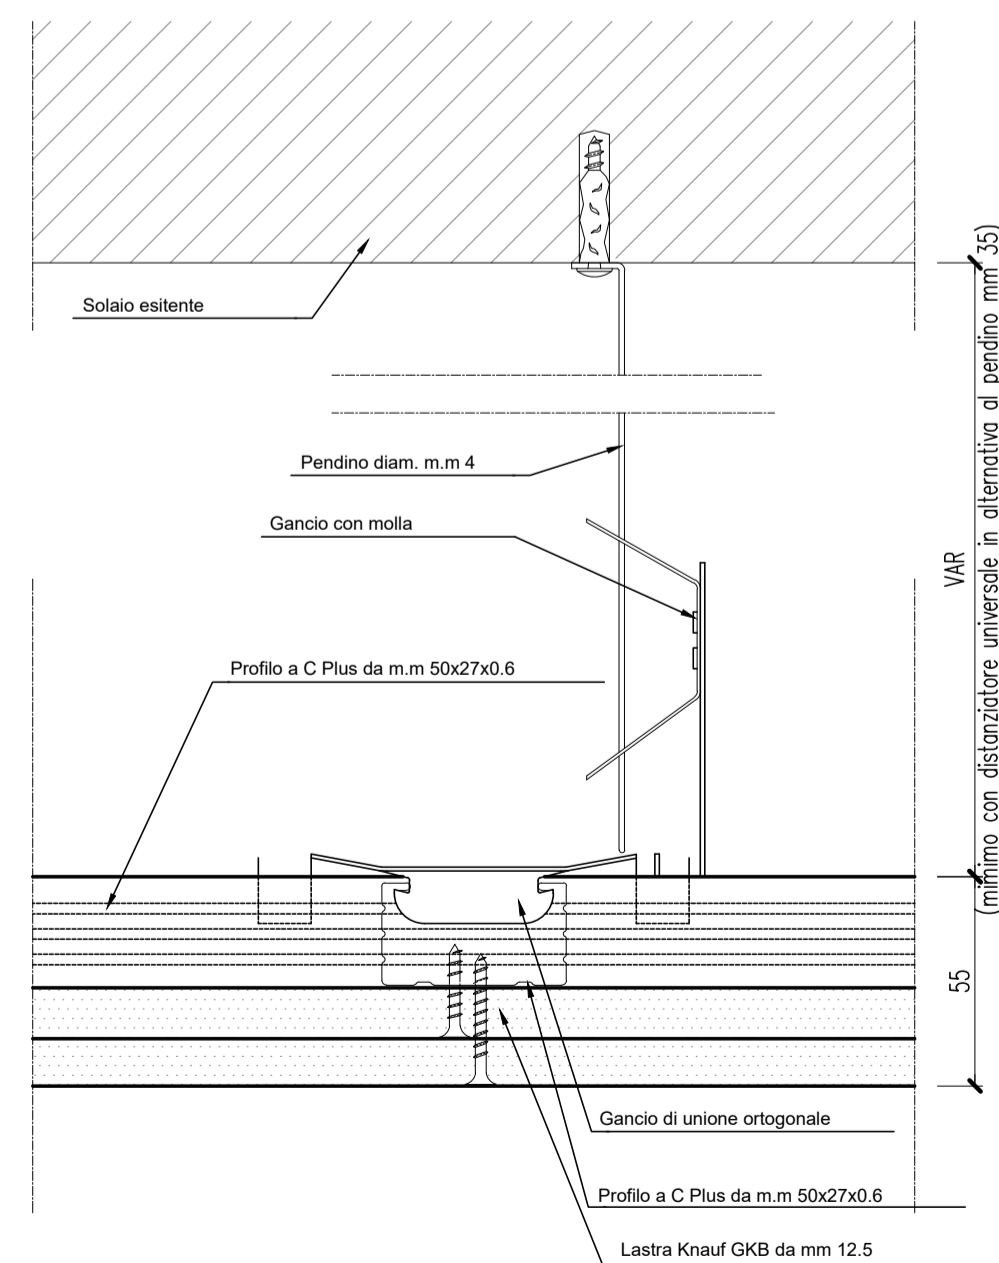 Solaio esitente
Pendino diam. m.m 4
Gancio con molla
Profilo a C Plus da m.m 50x27x0.6
VAR
(mimimo con distanziatore universale in alternativa al pendino mm 35)
55
Gancio di unione ortogonale
Profilo a C Plus da m.m 50x27x0.6
Lastra Knauf GKB da mm 12.5